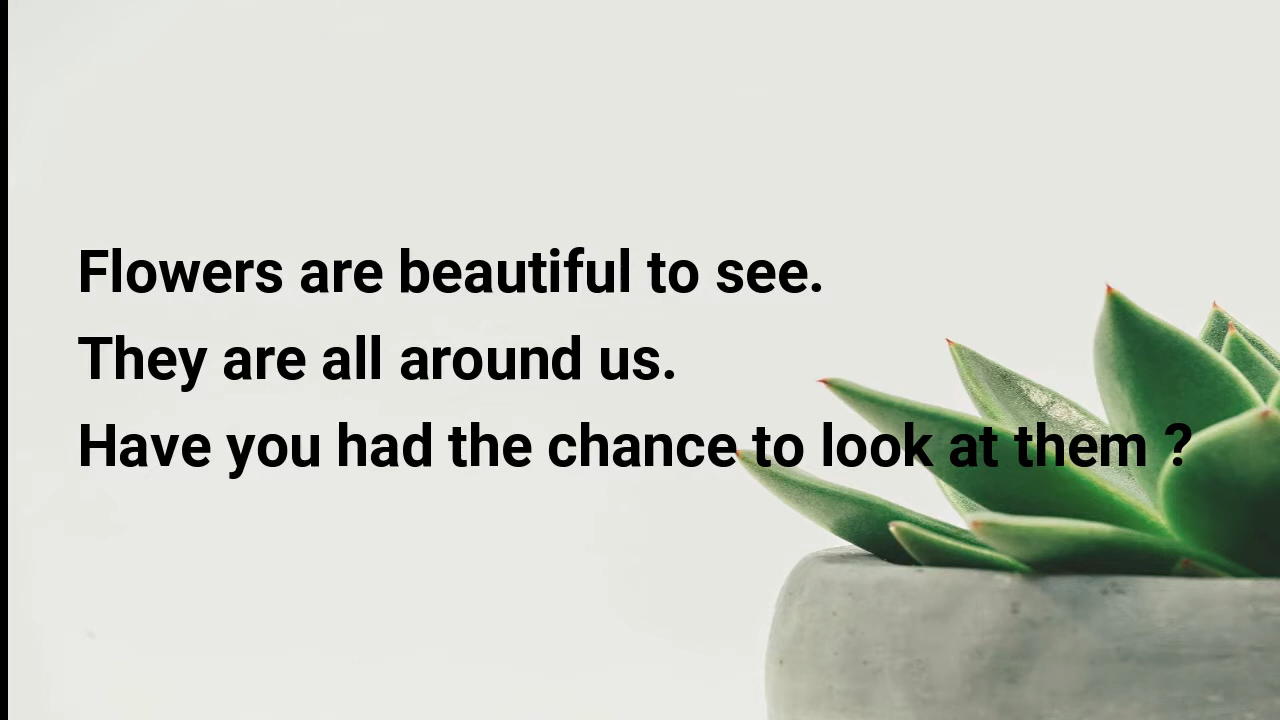 Flowers are beautiful to see.
They are all around us.
Have you had the chance to look at them ?